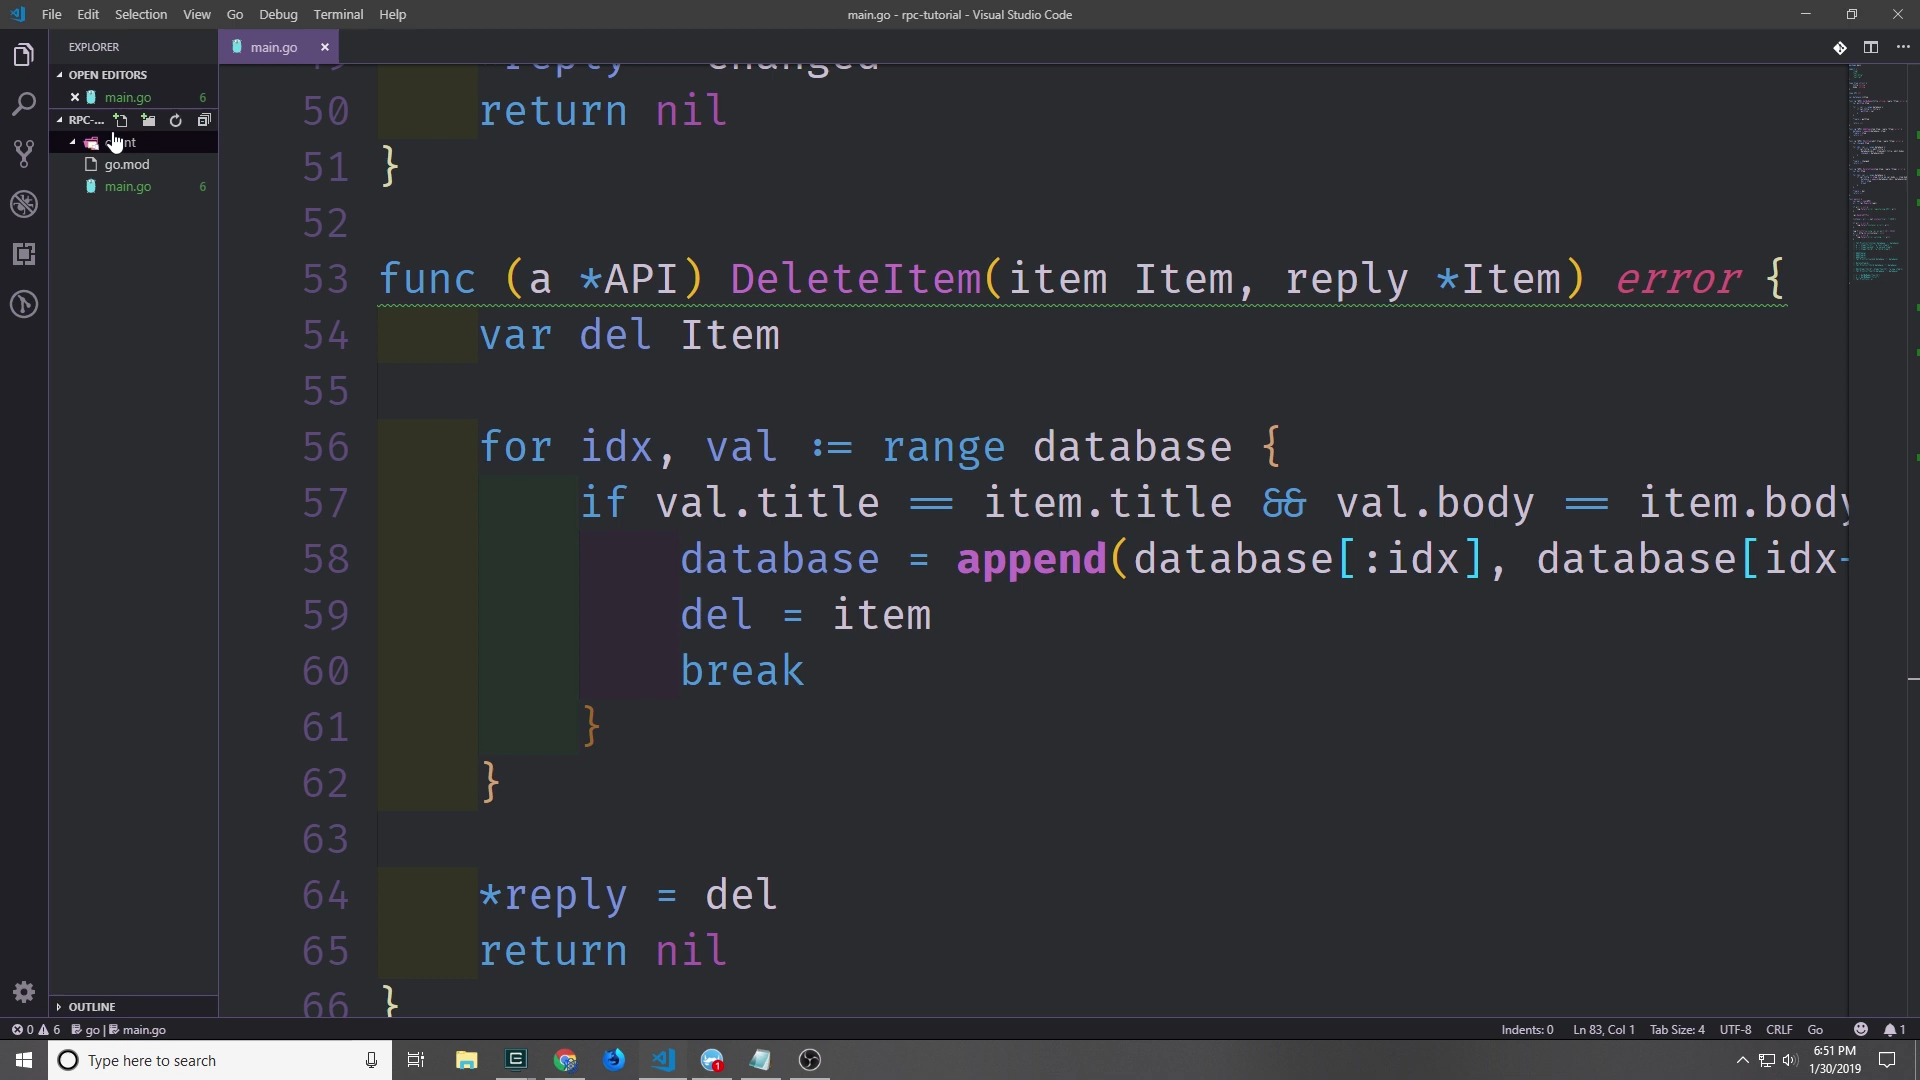 File Edit Selection View Go Debug Terminal Help
main.go - rpc-tutorial - Visual Studio Code
EXPLORER
main.go
OPEN EDITORS
main.go 6
RPC-...
go.mod
main.go 6
OUTLINE
reply changed
50 return nil
51 }
52
53 func (a *API) DeleteItem(item Item, reply *Item) error {
54 var del Item
55
56 for idx, val := range database {
57 if val.title == item.title && val.body == item.body
58 database = append(database[:idx], database[idx
59 del = item
60 break
61 }
62 }
63
64 *reply = del
65 return nil
66 }
0 6 go | main.go
Indents: 0 Ln 83, Col 1 Tab Size: 4 UTF-8 CRLF Go 1
Type here to search
1
6:51 PM
1/30/2019